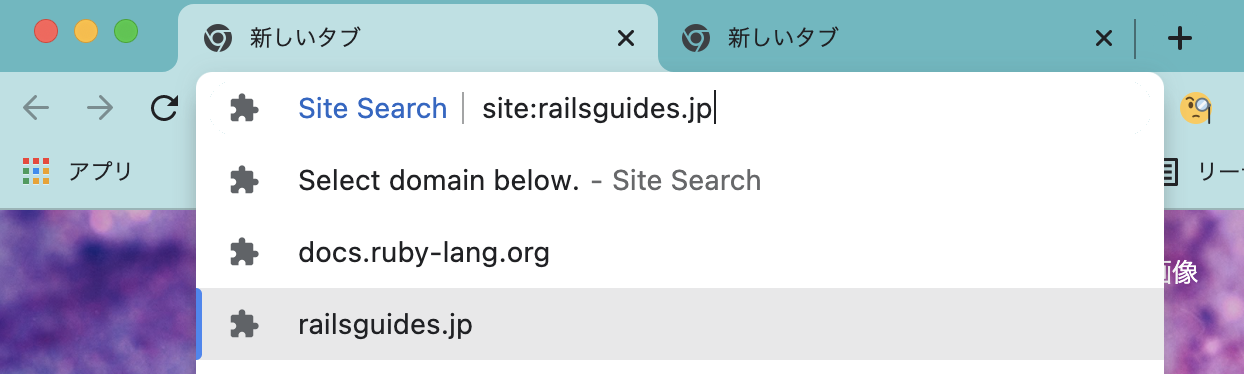 新しいタブ
新しいタブ
Site Search
site:railsguides.jp
アプリ
Select domain below. - Site Search
リー
docs.ruby-lang.org
画像
railsguides.jp